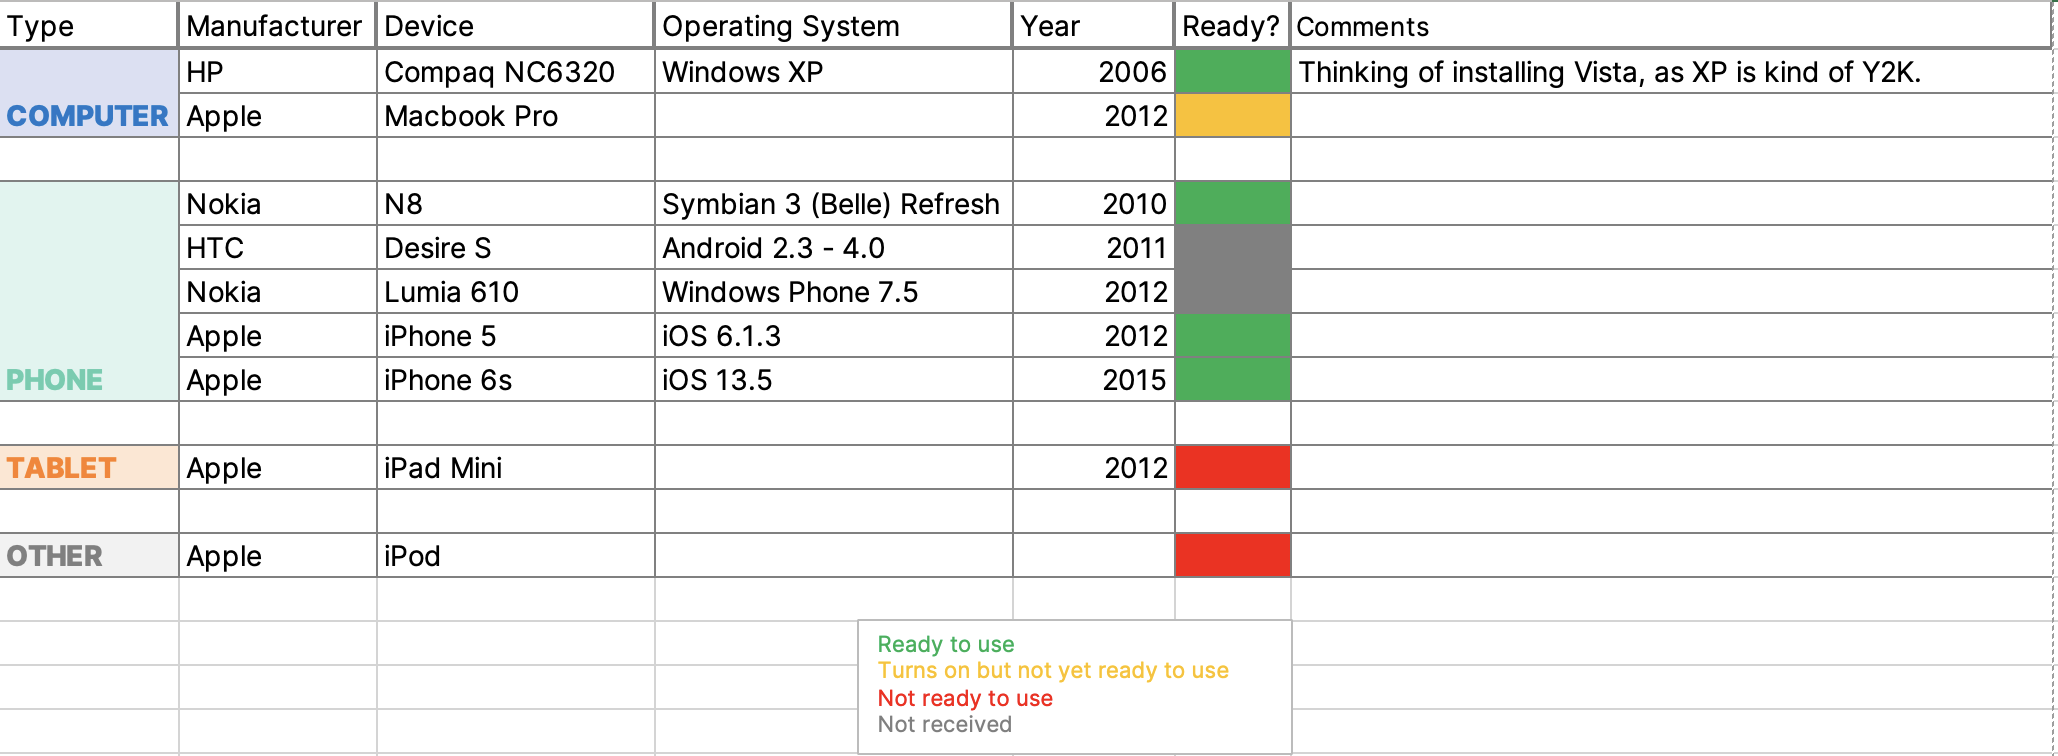 Type Manufacturer Device Operating System Year Ready? Comments
HP Compaq NC6320 Windows XP 2006 Thinking of installing Vista, as XP is kind of Y2K.
COMPUTER Apple Macbook Pro 2012
Nokia N8 Symbian 3 (Belle) Refresh 2010
HTC Desire S Android 2.3 - 4.0 2011
Nokia Lumia 610 Windows Phone 7.5 2012
Apple iPhone 5 iOS 6.1.3 2012
PHONE Apple iPhone 6s iOS 13.5 2015
TABLET Apple iPad Mini 2012
OTHER Apple iPod
Ready to use
Turns on but not yet ready to use
Not ready to use
Not received